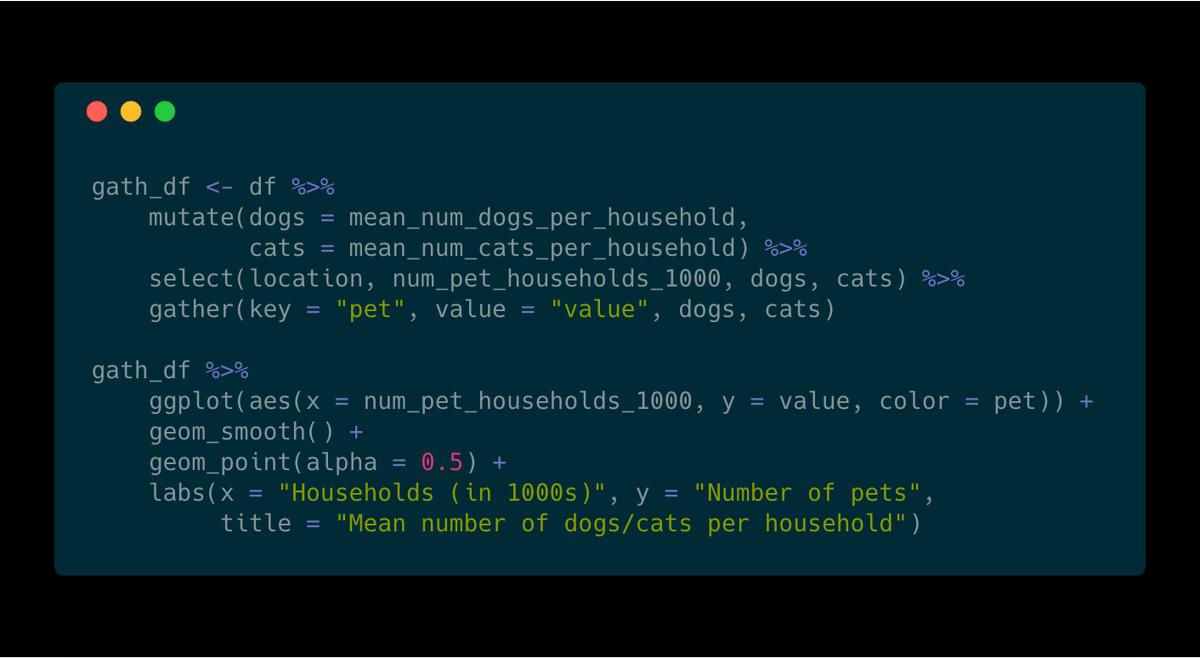 gath_df <- df %>%
    mutate(dogs = mean_num_dogs_per_household,
           cats = mean_num_cats_per_household) %>%
    select(location, num_pet_households_1000, dogs, cats) %>%
    gather(key = "pet", value = "value", dogs, cats)

gath_df %>%
    ggplot(aes(x = num_pet_households_1000, y = value, color = pet)) +
    geom_smooth() +
    geom_point(alpha = 0.5) +
    labs(x = "Households (in 1000s)", y = "Number of pets",
         title = "Mean number of dogs/cats per household")